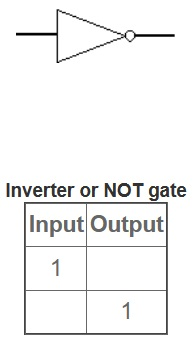 Inverter or NOT gate
Input Output
1
1